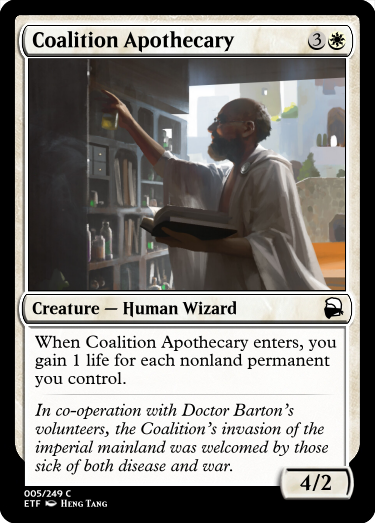 Coalition Apothecary 3
Creature — Human Wizard
When Coalition Apothecary enters, you
gain 1 life for each nonland permanent
you control.
In co-operation with Doctor Barton's
volunteers, the Coalition's invasion of the
imperial mainland was welcomed by those
sick of both disease and war.
4/2
005/249 C
ETF Heng Tang